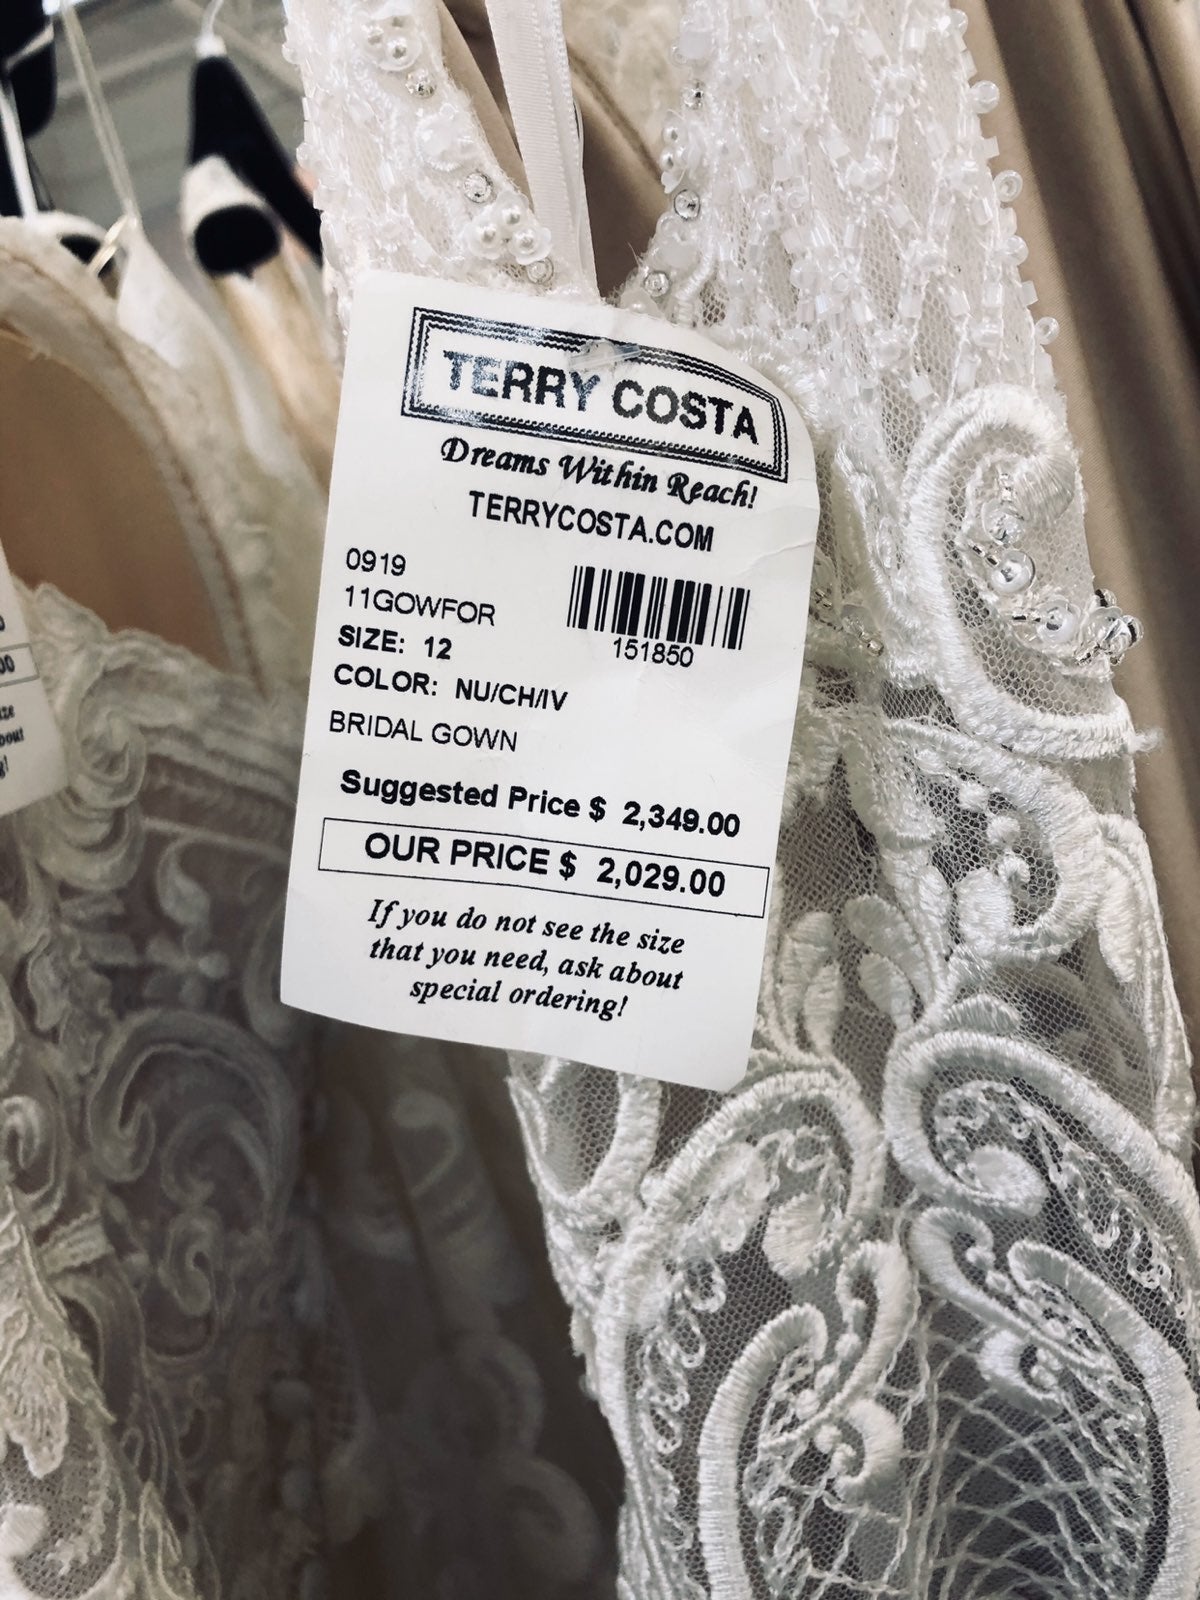 TERRY COSTA
Dreams Within Reach!
TERRYCOSTA.COM
0919
11GOWFOR
151850
SIZE: 12
COLOR: NU/CH/IV
BRIDAL GOWN
Suggested Price $ 2,349.00
OUR PRICE $ 2,029.00
If you do not see the size
that you need, ask about
special ordering!